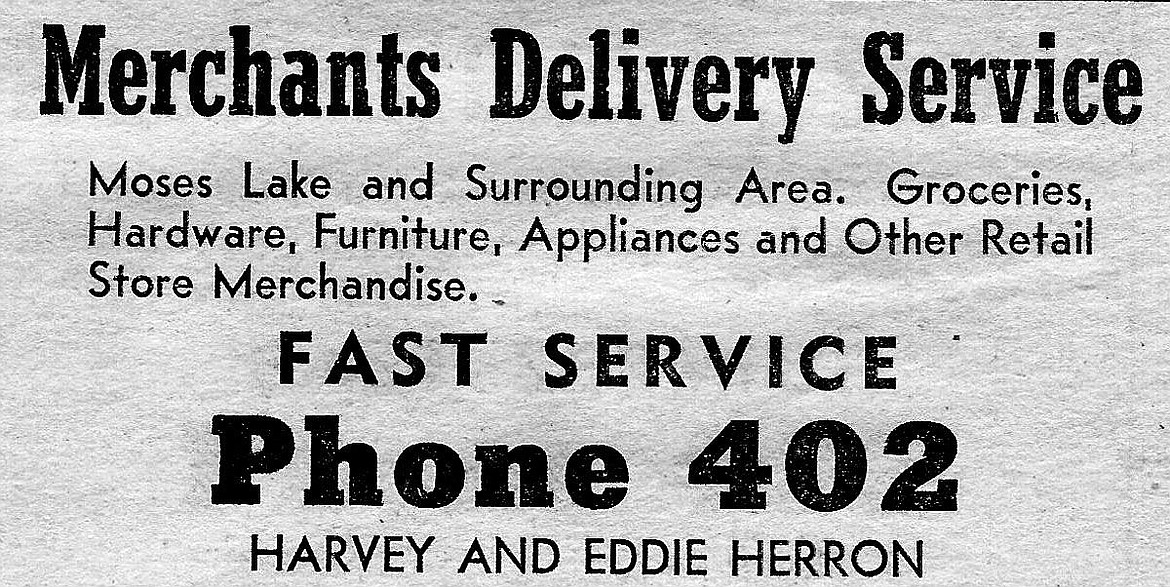 Merchants Delivery Service
Moses Lake and Surrounding Area. Groceries,
Hardware, Furniture, Appliances and Other Retail
Store Merchandise.
FAST SERVICE
Phone 402
HARVEY AND EDDIE HERRON